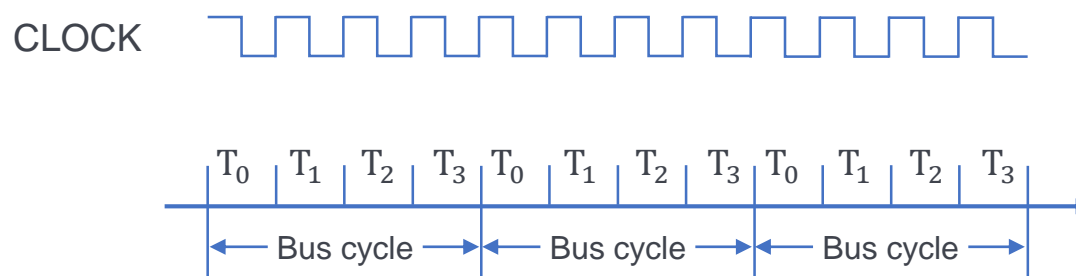 CLOCK
T₀ T₁ T₂ T₃ T₀ T₁ T₂ T₃ T₀ T₁ T₂ T₃
Bus cycle Bus cycle Bus cycle